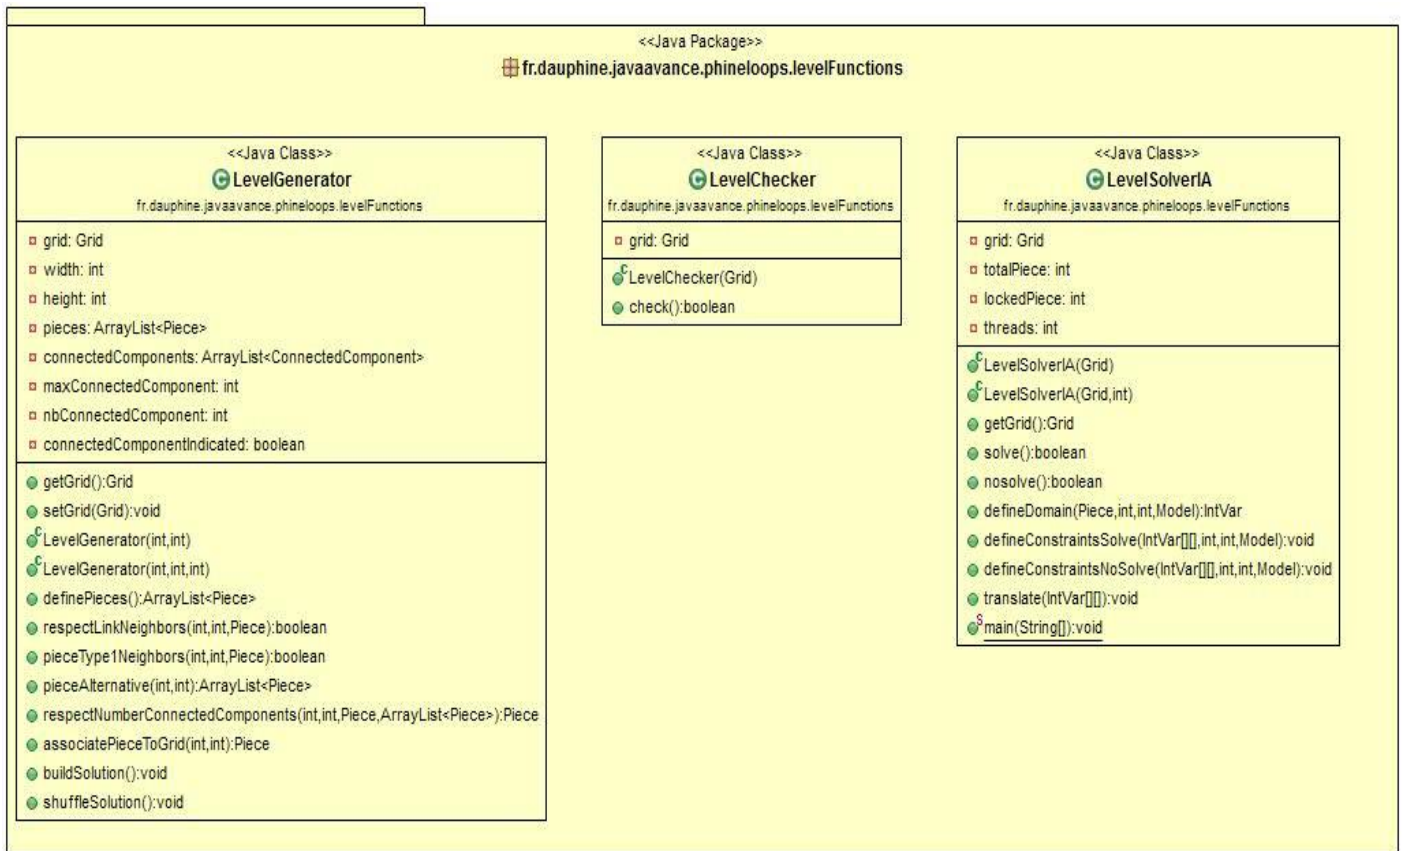 <<Java Package>>
fr.dauphine.javaavance.phineloops.levelFunctions
<<Java Class>>
LevelGenerator
fr.dauphine.javaavance.phineloops.levelFunctions
grid: Grid
width: int
height: int
pieces: ArrayList<Piece>
connectedComponents: ArrayList<ConnectedComponent>
maxConnectedComponent: int
nbConnectedComponent: int
connectedComponentIndicated: boolean
getGrid():Grid
setGrid(Grid):void
LevelGenerator(int,int)
LevelGenerator(int,int,int)
definePieces():ArrayList<Piece>
respectLinkNeighbors(int,int,Piece):boolean
pieceType1Neighbors(int,int,Piece):boolean
pieceAlternative(int,int):ArrayList<Piece>
respectNumberConnectedComponents(int,int,Piece,ArrayList<Piece>):Piece
associatePieceToGrid(int,int):Piece
buildSolution():void
shuffleSolution():void
<<Java Class>>
LevelChecker
fr.dauphine.javaavance.phineloops.levelFunctions
grid: Grid
LevelChecker(Grid)
check():boolean
<<Java Class>>
LevelSolverIA
fr.dauphine.javaavance.phineloops.levelFunctions
grid: Grid
totalPiece: int
lockedPiece: int
threads: int
LevelSolverIA(Grid)
LevelSolverIA(Grid,int)
getGrid():Grid
solve():boolean
nosolve():boolean
defineDomain(Piece,int,int,Model):IntVar
defineConstraintsSolve(IntVar[][],int,int,Model):void
defineConstraintsNoSolve(IntVar[][],int,int,Model):void
translate(IntVar[][]):void
main(String[]):void